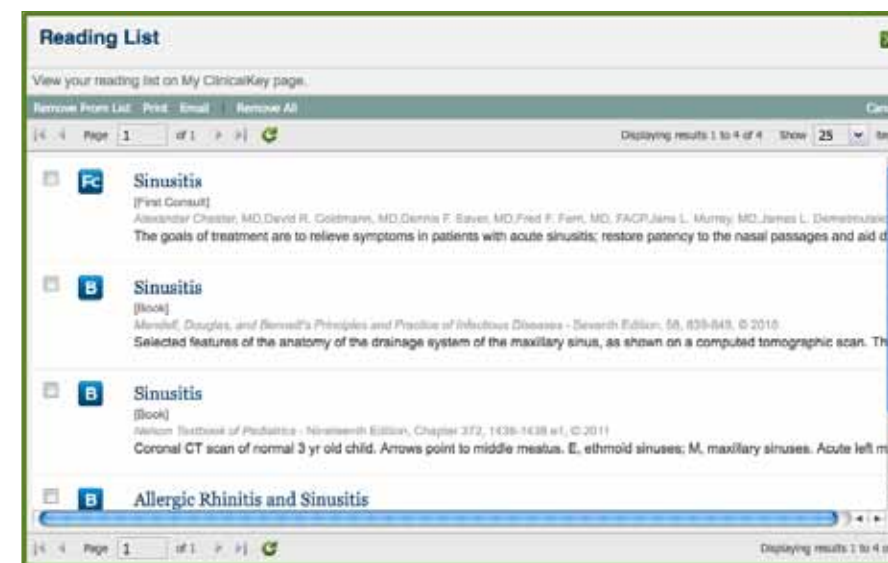 Reading List
View your reading list on My ClinicalKey page.
Remove From List Print Email | Remove All
Page 1 of 1 Displaying results 1 to 4 of 4 Show 25
Fc Sinusitis
[First Consult]
Alexander Chester, MD,David R. Goldmann, MD,Dennis F. Saver, MD,Fred F. Ferri, MD, FACP,Jane L. Murray, MD,James L.
The goals of treatment are to relieve symptoms in patients with acute sinusitis; restore patency to the nasal passages and aid d
B Sinusitis
[Book]
Mandell, Douglas, and Bennett's Principles and Practice of Infectious Diseases - Seventh Edition, 58, 839-849, © 2010
Selected features of the anatomy of the drainage system of the maxillary sinus, as shown on a computed tomographic scan. Th
B Sinusitis
[Book]
Nelson Textbook of Pediatrics - Nineteenth Edition, Chapter 372, 1436-1438.e1, © 2011
Coronal CT scan of normal 3 yr old child. Arrows point to middle meatus. E, ethmoid sinuses; M, maxillary sinuses. Acute left m
B Allergic Rhinitis and Sinusitis
Page 1 of 1 Displaying results 1 to 4 o